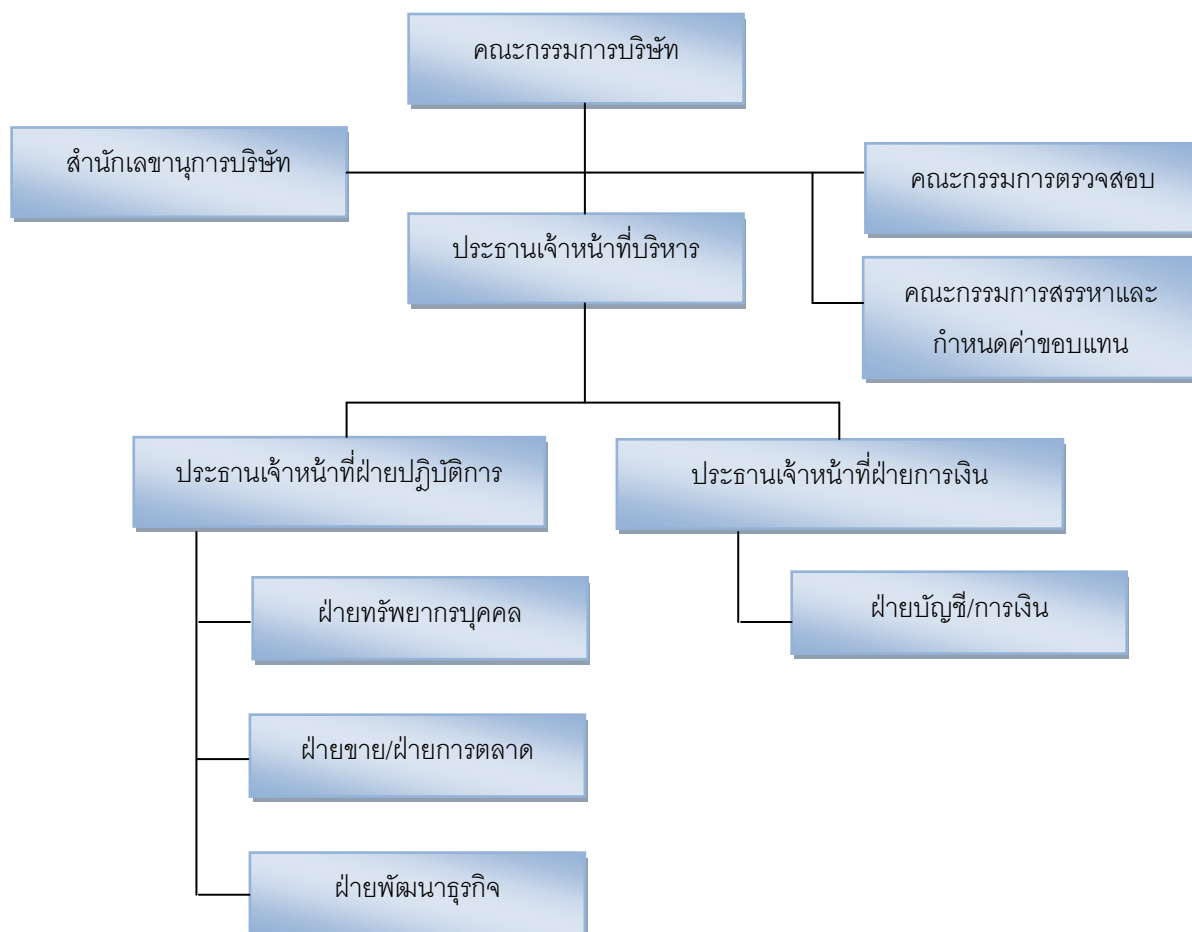 คณะกรรมการบริษัท
สำนักเลขานุการบริษัท
คณะกรรมการตรวจสอบ
ประธานเจ้าหน้าที่บริหาร
คณะกรรมการสรรหาและ
กำหนดค่าขอบแทน
ประธานเจ้าหน้าที่ฝ่ายปฎิบัติการ
ประธานเจ้าหน้าที่ฝ่ายการเงิน
ฝ่ายทรัพยากรบุคคล
ฝ่ายบัญชี/การเงิน
ฝ่ายขาย/ฝ่ายการตลาด
ฝ่ายพัฒนาธุรกิจ